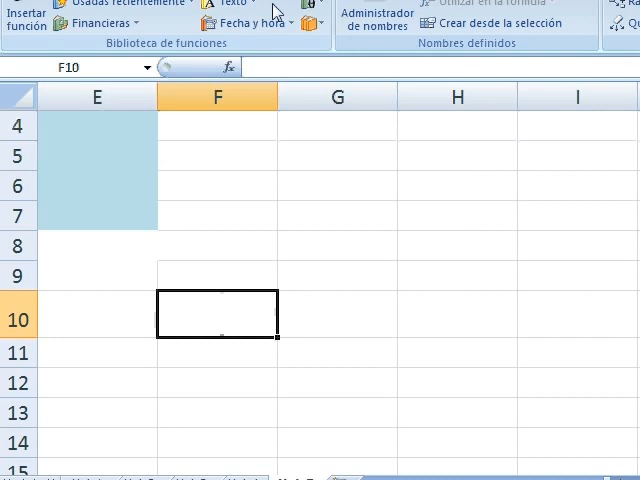 Usadas recientemente Texto Utilizar en la fórmula
Insertar función Financieras Fecha y hora Administrador de nombres Crear desde la selección
Biblioteca de funciones Nombres definidos
F10 fx
E F G H I
4
5
6
7
8
9
10
11
12
13
14
15